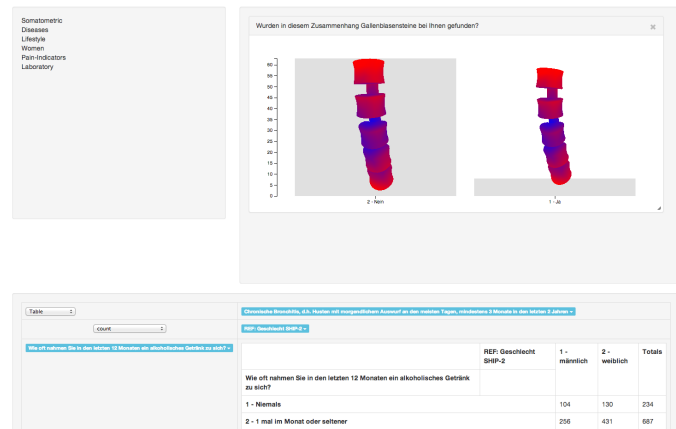 Somatometric
Diseases
Lifestyle
Women
Pain-Indicators
Laboratory
Wurden in diesem Zusammenhang Gallenblasensteine bei Ihnen gefunden?
60
55
50
45
40
35
30
25
20
15
10
5
0
2 - Nein
1 - Ja
Table
Chronische Bronchitis, d.h. Husten mit morgendlichem Auswurf an den meisten Tagen, mindestens 3 Monate in den letzten 2 Jahren
count
REF: Geschlecht SHIP-2
Wie oft nahmen Sie in den letzten 12 Monaten ein alkoholisches Getränk zu sich?
REF: Geschlecht SHIP-2
1 - männlich
2 - weiblich
Totals
Wie oft nahmen Sie in den letzten 12 Monaten ein alkoholisches Getränk
zu sich?
1 - Niemals 104 130 234
2 - 1 mal im Monat oder seltener 256 431 687